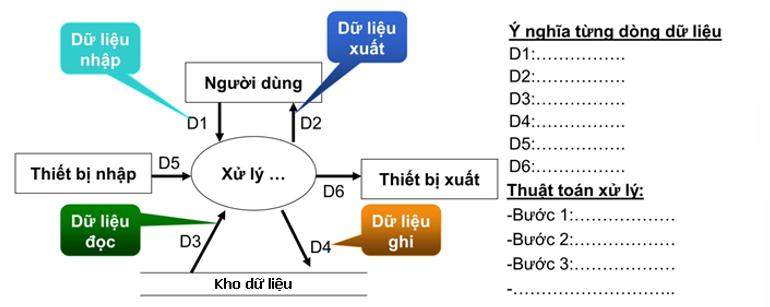 Dữ liệu
nhập
Dữ liệu
xuất
Người dùng
D1
D2
Thiết bị nhập
D5
Xử lý ...
D6
Thiết bị xuất
Dữ liệu
đọc
D3
D4
Dữ liệu
ghi
Kho dữ liệu
Ý nghĩa từng dòng dữ liệu
D1:................
D2:................
D3:................
D4:................
D5:................
D6:................
Thuật toán xử lý:
-Bước 1:...................
-Bước 2:...................
-Bước 3:...................
-..............................